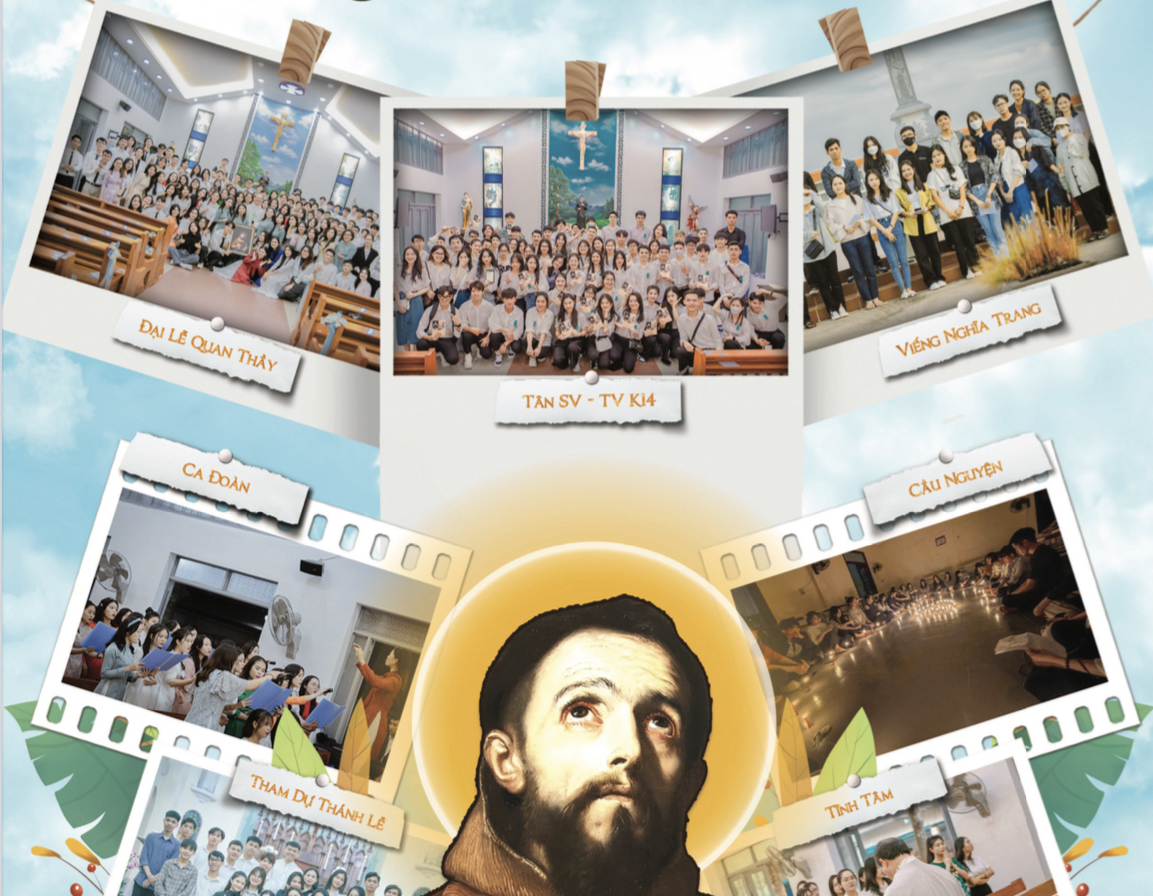 Đại Lễ Quan Thầy
Tân SV - TV K14
Viếng Nghĩa Trang
Ca Đoàn
Cầu Nguyện
Tham Dự Thánh Lễ
Tĩnh Tâm